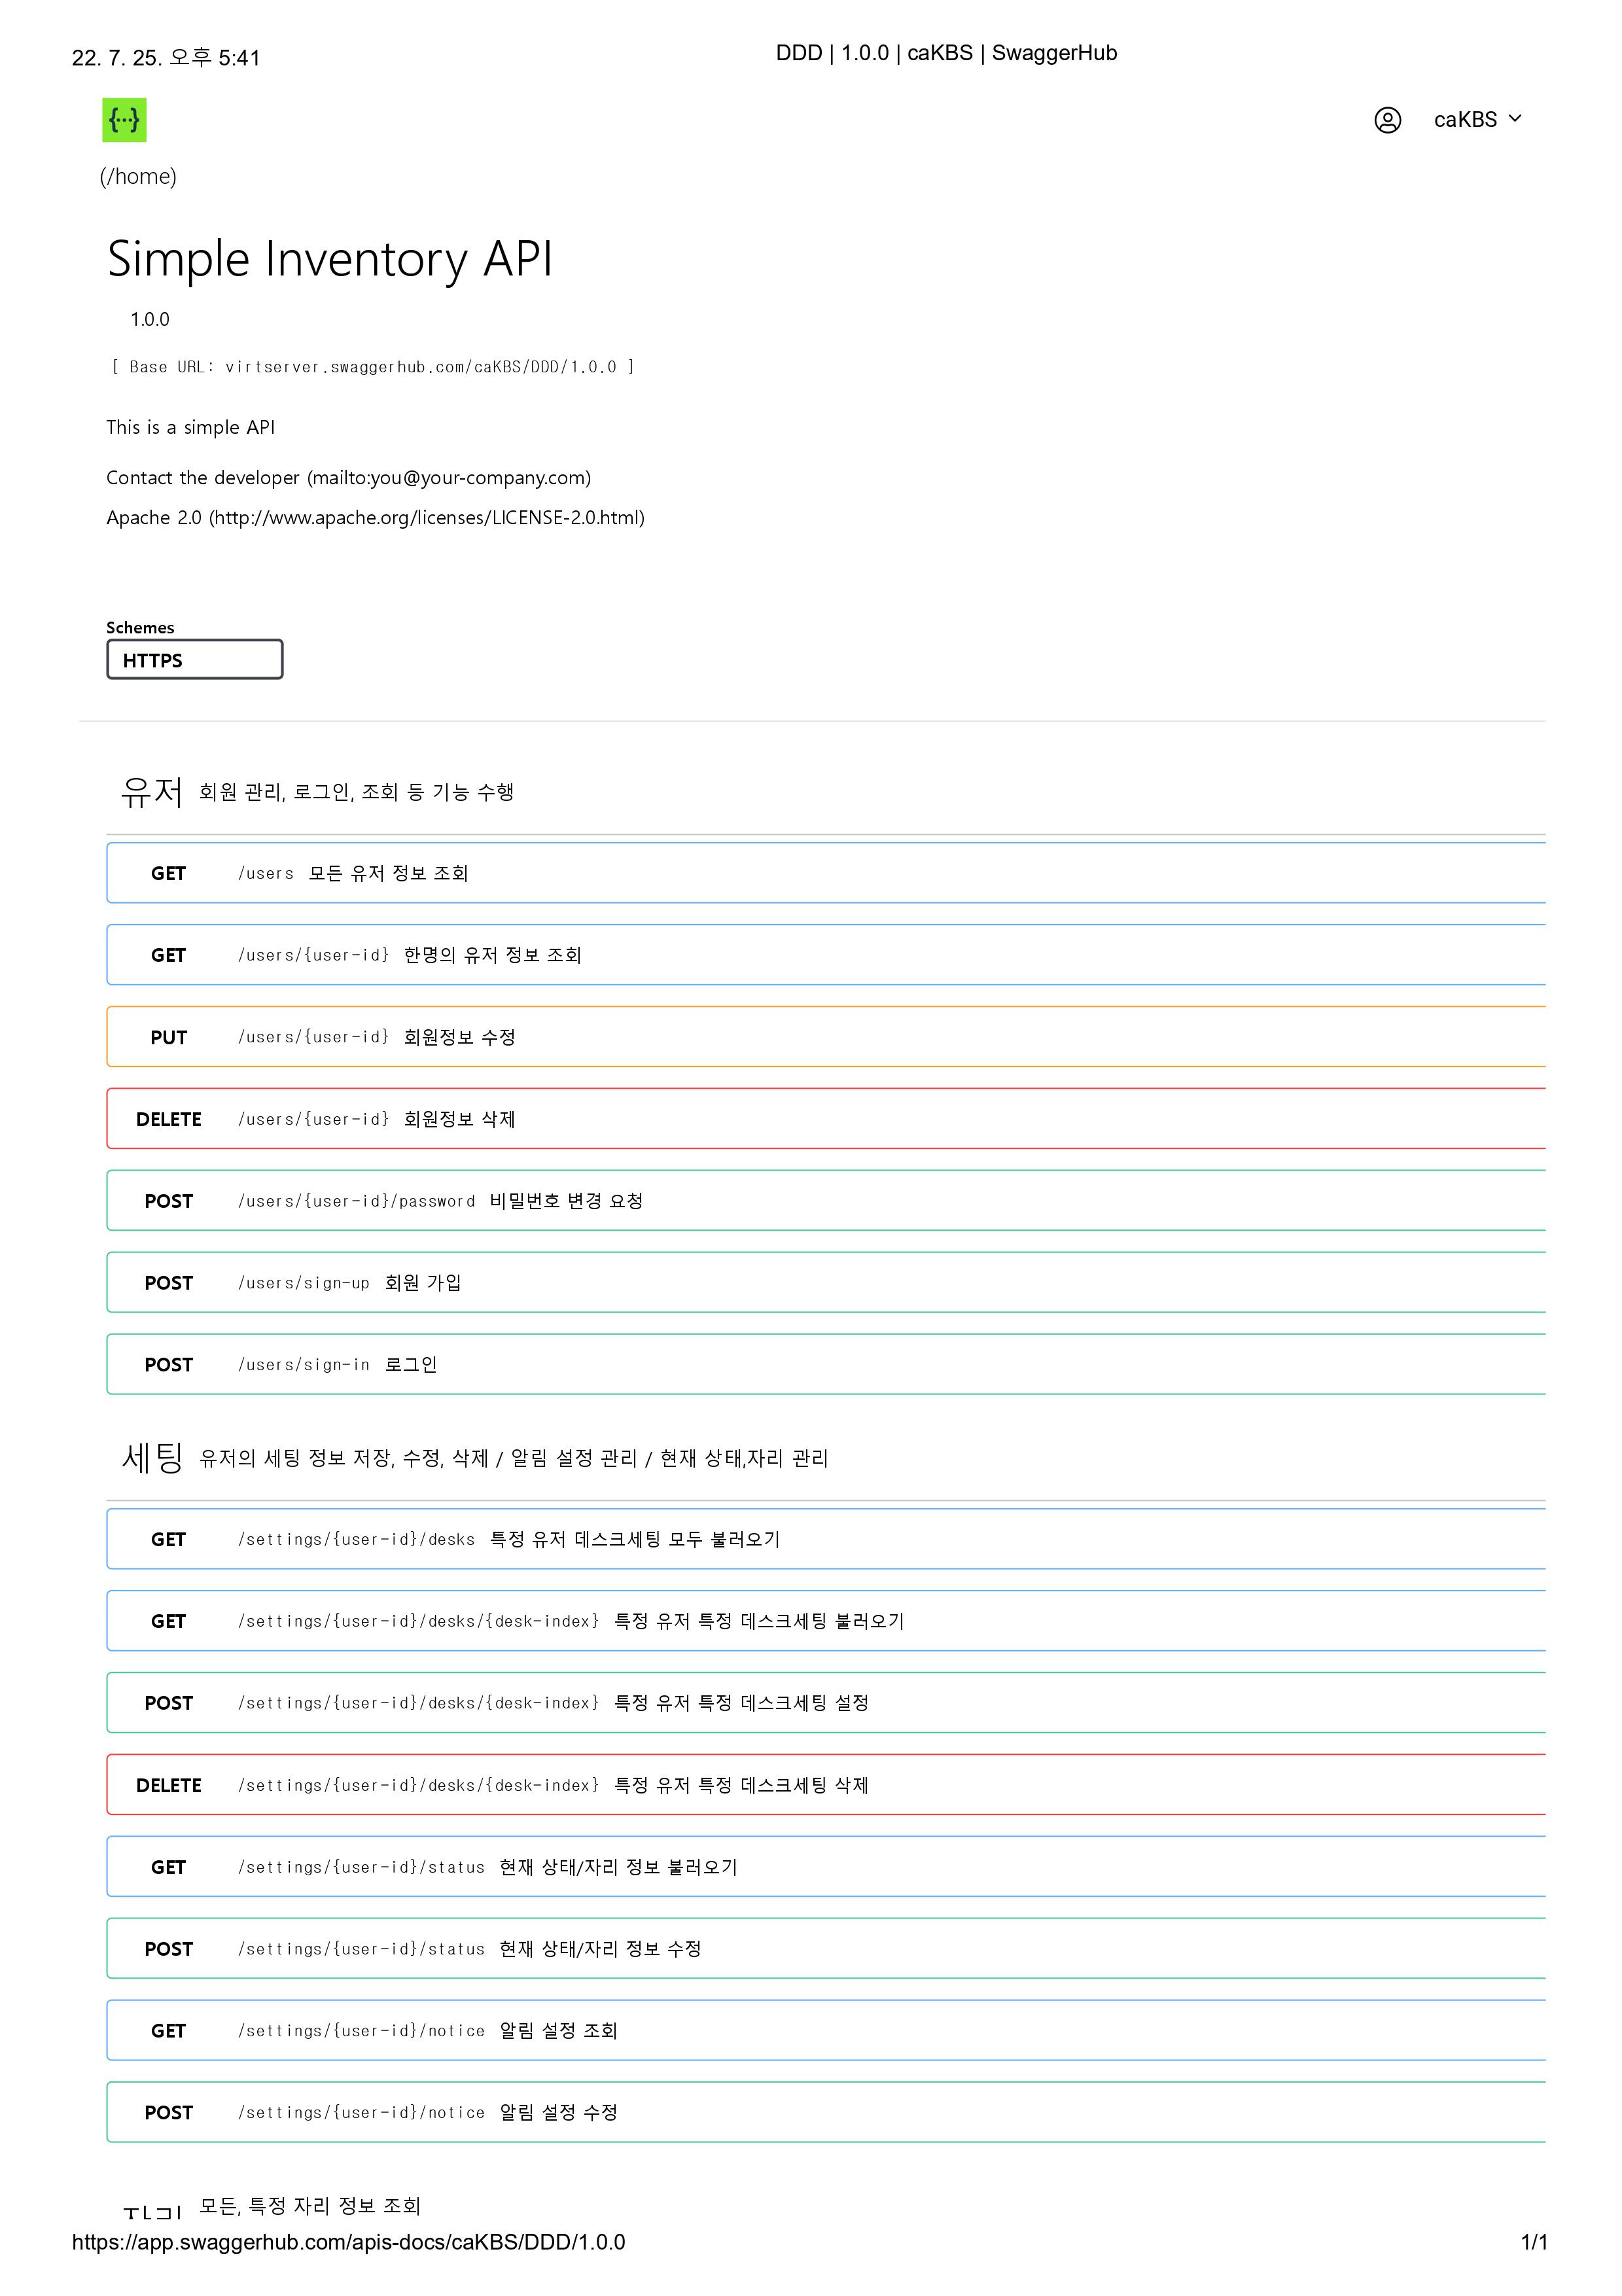 22. 7. 25. 오후 5:41
DDD | 1.0.0 | caKBS | SwaggerHub
{···}
caKBS
(/home)
Simple Inventory API
1.0.0
[ Base URL: virtserver.swaggerhub.com/caKBS/DDD/1.0.0 ]
This is a simple API
Contact the developer (mailto:you@your-company.com)
Apache 2.0 (http://www.apache.org/licenses/LICENSE-2.0.html)
Schemes
HTTPS
유저 회원 관리, 로그인, 조회 등 기능 수행
GET /users 모든 유저 정보 조회
GET /users/{user-id} 한명의 유저 정보 조회
PUT /users/{user-id} 회원정보 수정
DELETE /users/{user-id} 회원정보 삭제
POST /users/{user-id}/password 비밀번호 변경 요청
POST /users/sign-up 회원 가입
POST /users/sign-in 로그인
세팅 유저의 세팅 정보 저장, 수정, 삭제 / 알림 설정 관리 / 현재 상태,자리 관리
GET /settings/{user-id}/desks 특정 유저 데스크세팅 모두 불러오기
GET /settings/{user-id}/desks/{desk-index} 특정 유저 특정 데스크세팅 불러오기
POST /settings/{user-id}/desks/{desk-index} 특정 유저 특정 데스크세팅 설정
DELETE /settings/{user-id}/desks/{desk-index} 특정 유저 특정 데스크세팅 삭제
GET /settings/{user-id}/status 현재 상태/자리 정보 불러오기
POST /settings/{user-id}/status 현재 상태/자리 정보 수정
GET /settings/{user-id}/notice 알림 설정 조회
POST /settings/{user-id}/notice 알림 설정 수정
모든, 특정 자리 정보 조회
https://app.swaggerhub.com/apis-docs/caKBS/DDD/1.0.0
1/1